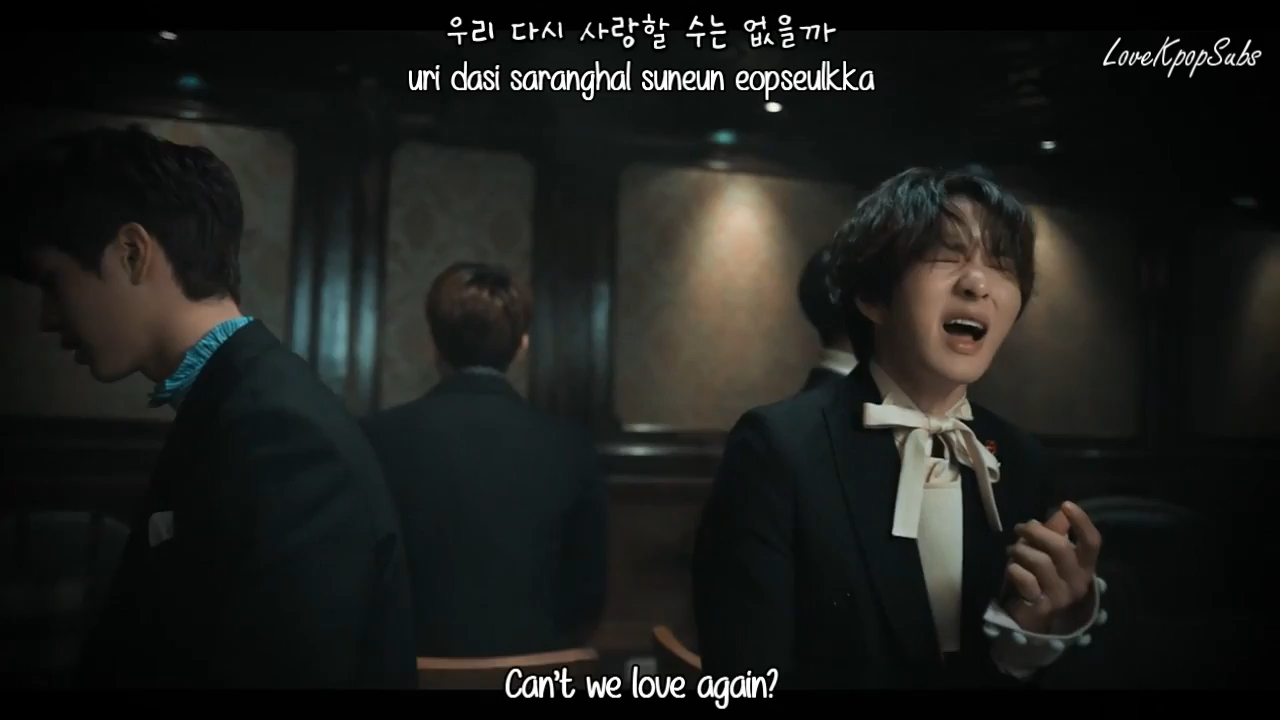 우리 다시 사랑할 수는 없을까
uri dasi saranghal suneun eopseulkka
LoveKpopSubs
Can't we love again?